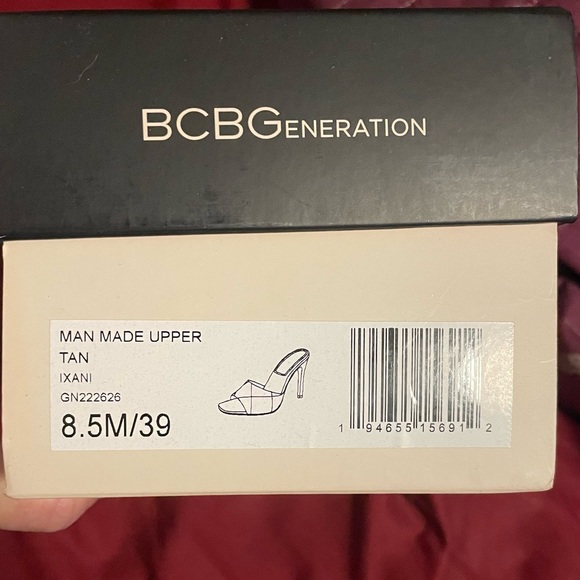 BCBGENERATION
MAN MADE UPPER
TAN
IXANI
GN222626
8.5M/39
1 94655 15691 2